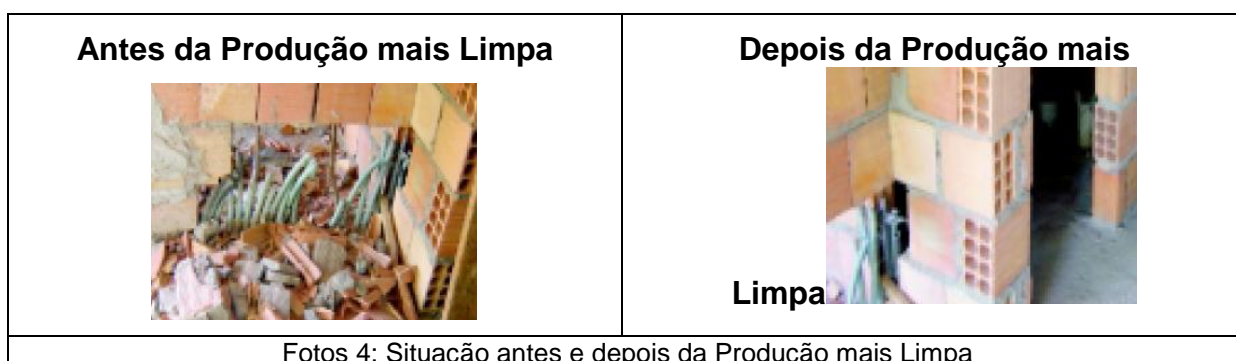 Antes da Produção mais Limpa
Depois da Produção mais
Limpa
Fotos 4: Situação antes e depois da Produção mais Limpa